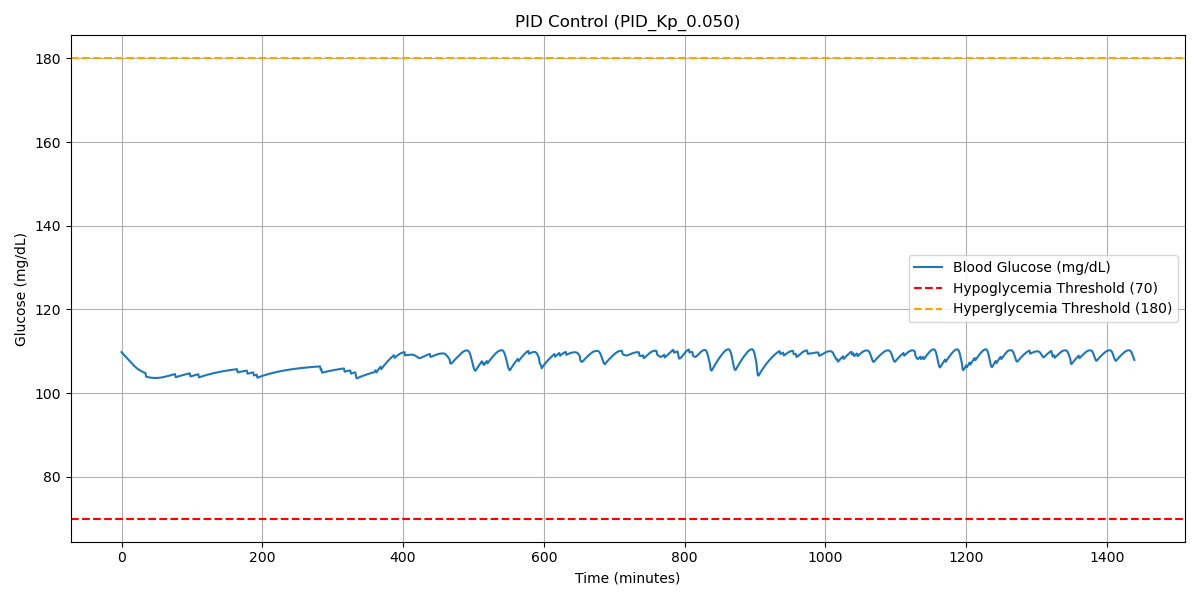 PID Control (PID_Kp_0.050)
Glucose (mg/dL)
180
160
140
120
100
80
Blood Glucose (mg/dL)
Hypoglycemia Threshold (70)
Hyperglycemia Threshold (180)
0 200 400 600 800 1000 1200 1400
Time (minutes)